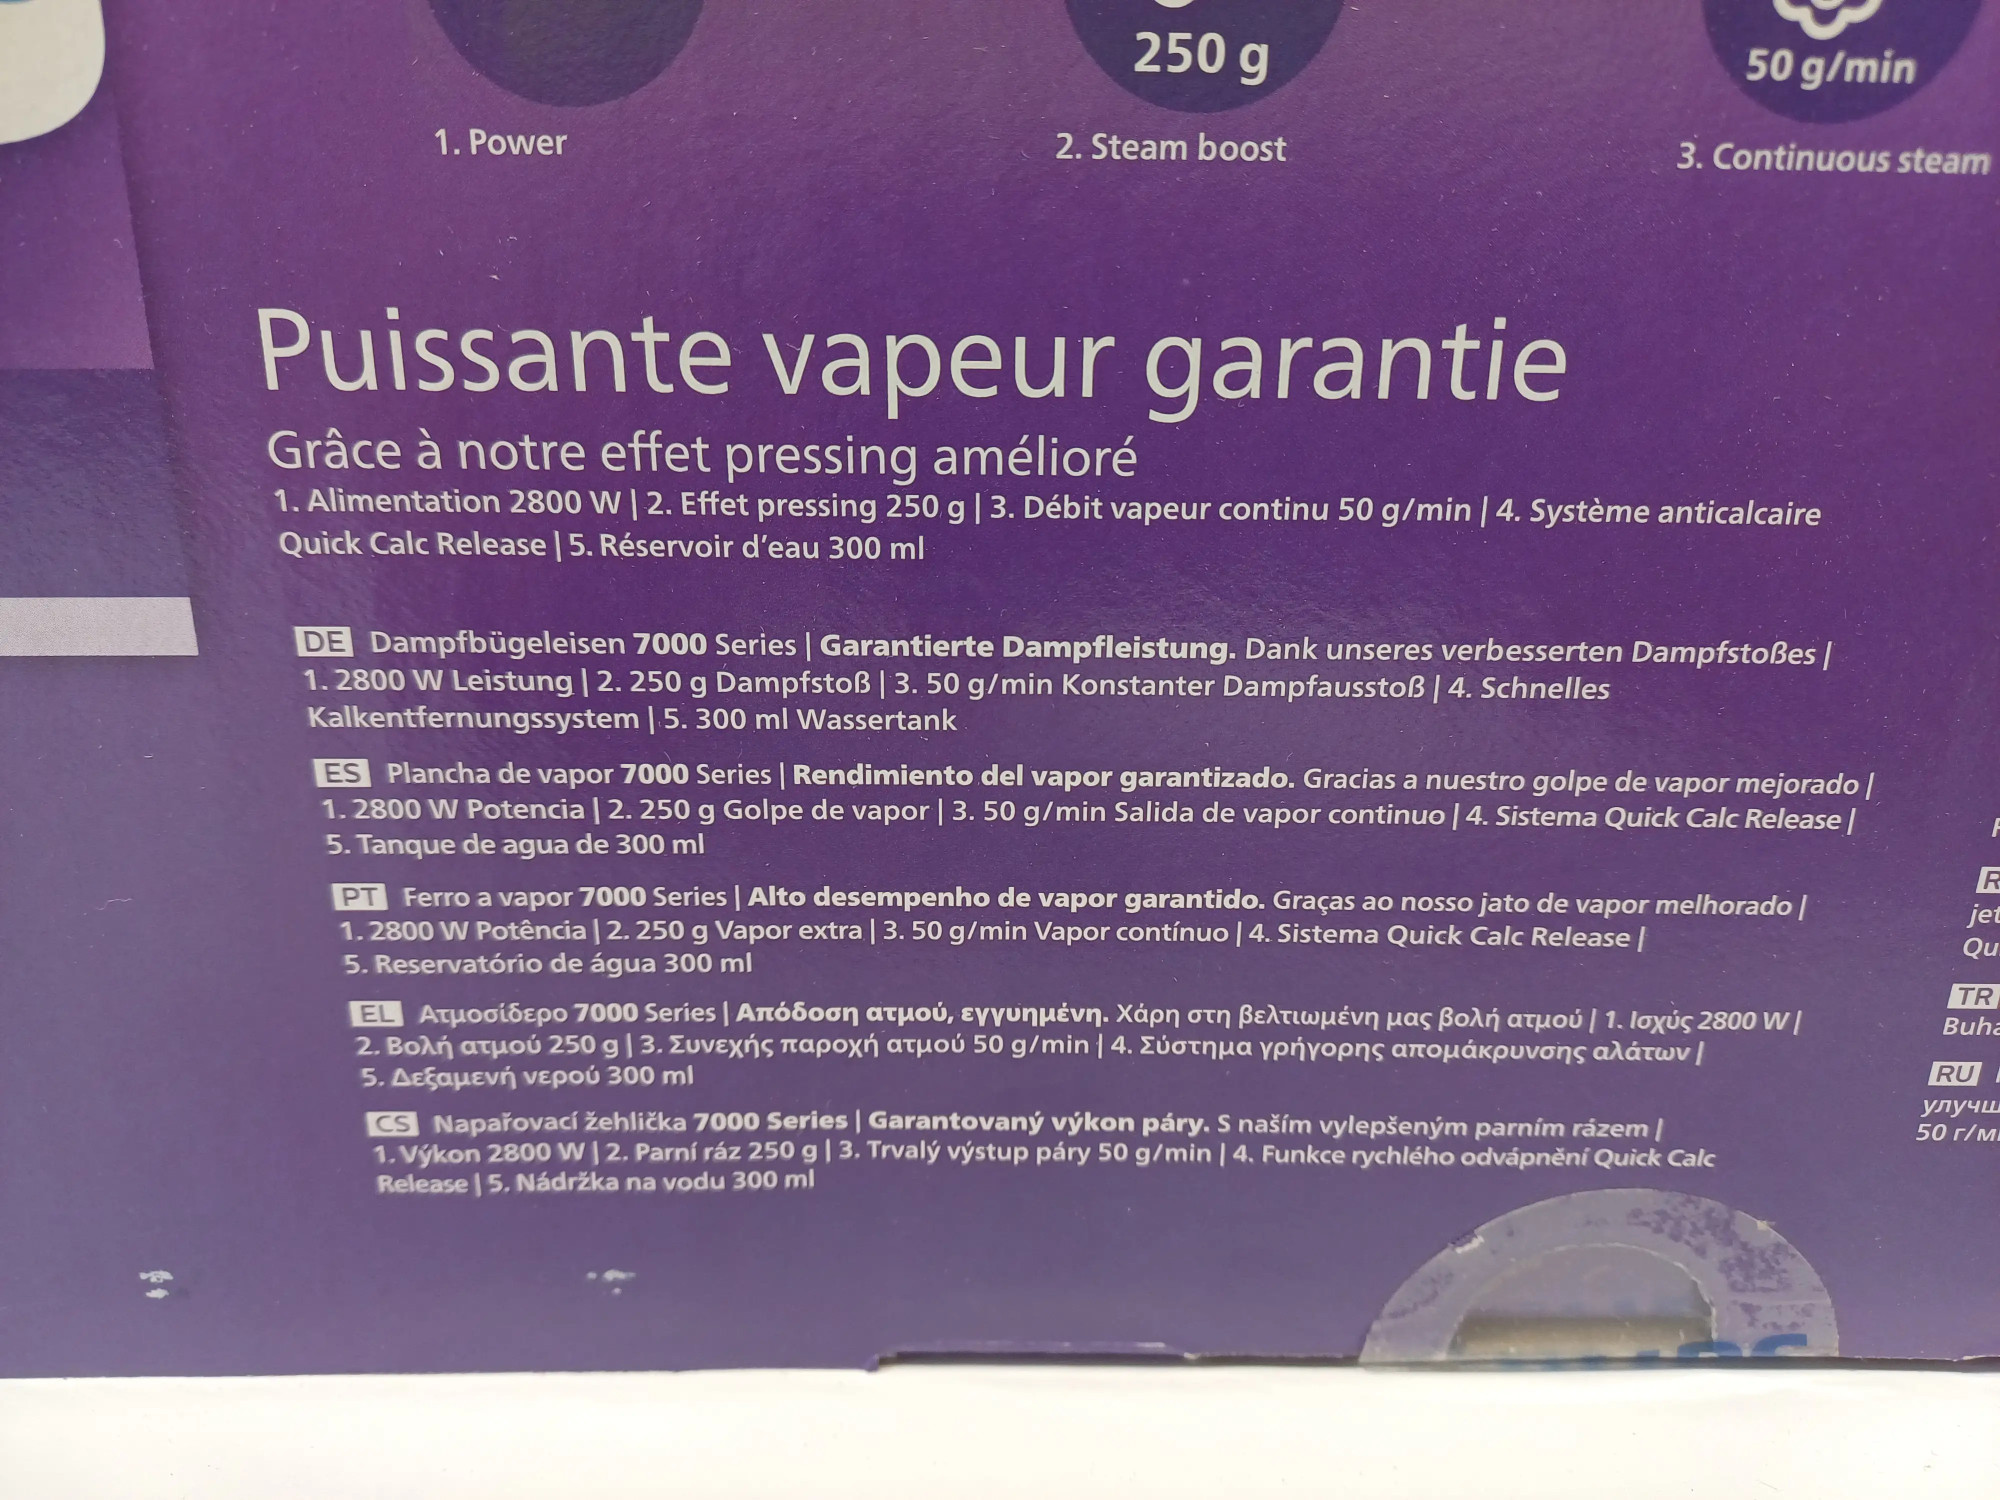 250 g
50 g/min
1. Power
2. Steam boost
3. Continuous steam
Puissante vapeur garantie
Grâce à notre effet pressing amélioré
1. Alimentation 2800 W | 2. Effet pressing 250 g | 3. Débit vapeur continu 50 g/min | 4. Système anticalcaire
Quick Calc Release | 5. Réservoir d'eau 300 ml
DE Dampfbügeleisen 7000 Series | Garantierte Dampfleistung. Dank unseres verbesserten Dampfstoßes |
1. 2800 W Leistung | 2. 250 g Dampfstoß | 3. 50 g/min Konstanter Dampfausstoß | 4. Schnelles
Kalkentfernungssystem | 5. 300 ml Wassertank
ES Plancha de vapor 7000 Series | Rendimiento del vapor garantizado. Gracias a nuestro golpe de vapor mejorado |
1. 2800 W Potencia | 2. 250 g Golpe de vapor | 3. 50 g/min Salida de vapor continuo | 4. Sistema Quick Calc Release |
5. Tanque de agua de 300 ml
PT Ferro a vapor 7000 Series | Alto desempenho de vapor garantido. Graças ao nosso jato de vapor melhorado |
1. 2800 W Potência | 2. 250 g Vapor extra | 3. 50 g/min Vapor contínuo | 4. Sistema Quick Calc Release |
5. Reservatório de água 300 ml
EL Ατμοσίδερο 7000 Series | Απόδοση ατμού, εγγυημένη. Χάρη στη βελτιωμένη μας βολή ατμού | 1. Ισχύς 2800 W |
2. Βολή ατμού 250 g | 3. Συνεχής παροχή ατμού 50 g/min | 4. Σύστημα γρήγορης απομάκρυνσης αλάτων |
5. Δεξαμενή νερού 300 ml
CS Napařovací žehlička 7000 Series | Garantovaný výkon páry. S naším vylepšeným parním rázem |
1. Výkon 2800 W | 2. Parní ráz 250 g | 3. Trvalý výstup páry 50 g/min | 4. Funkce rychlého odvápnění Quick Calc
Release | 5. Nádržka na vodu 300 ml
TR
RU